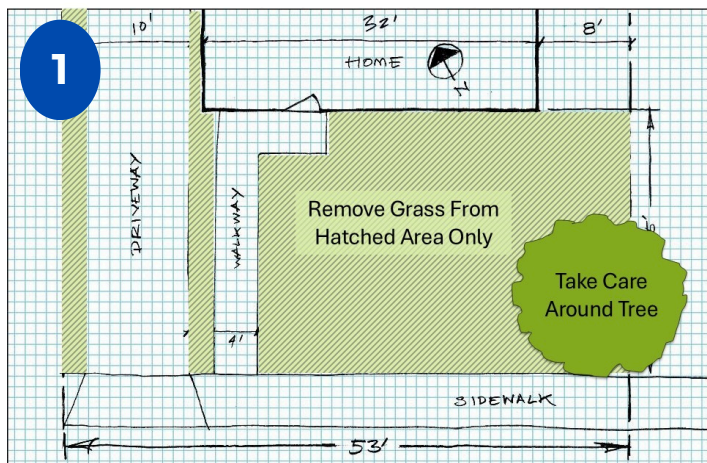 1
10'
32'
8'
HOME
N
DRIVEWAY
WALKWAY
Remove Grass From
Hatched Area Only
Take Care
Around Tree
4'
SIDEWALK
53'